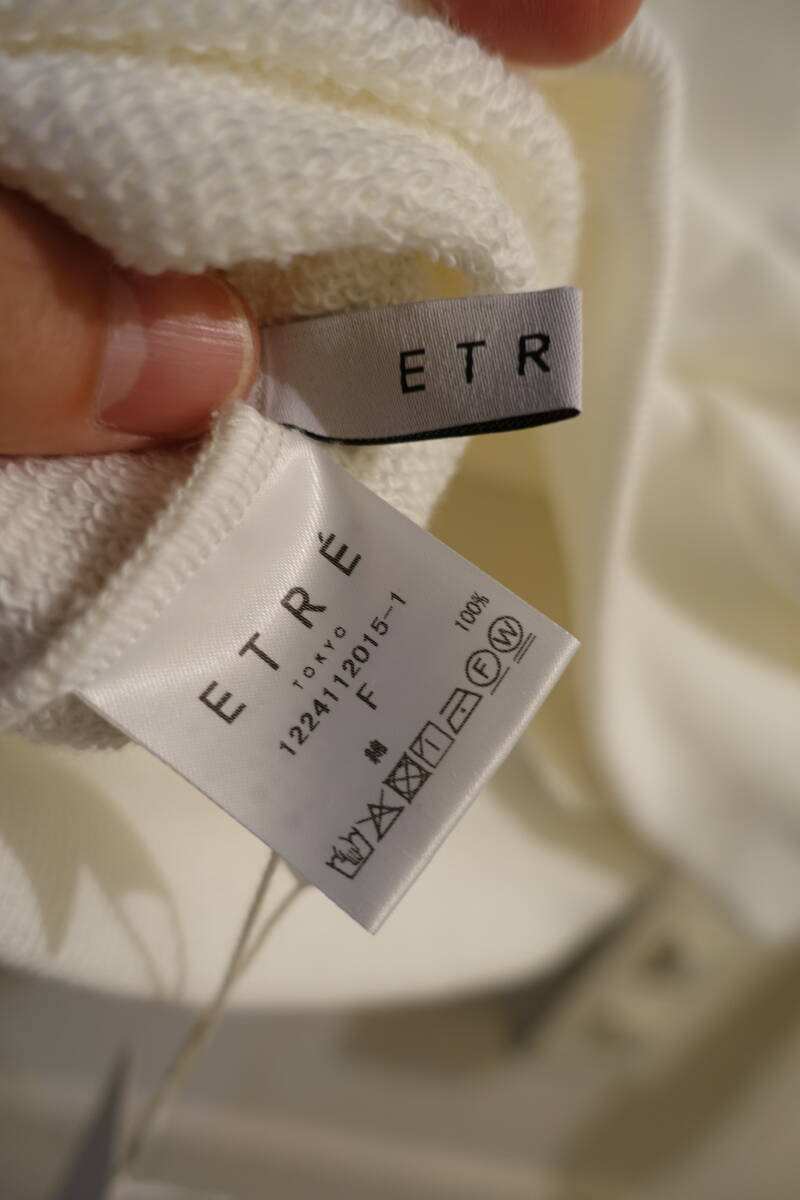 ETR
ETRÉ
TOKYO
1224112015-1
F
綿 100%
F W